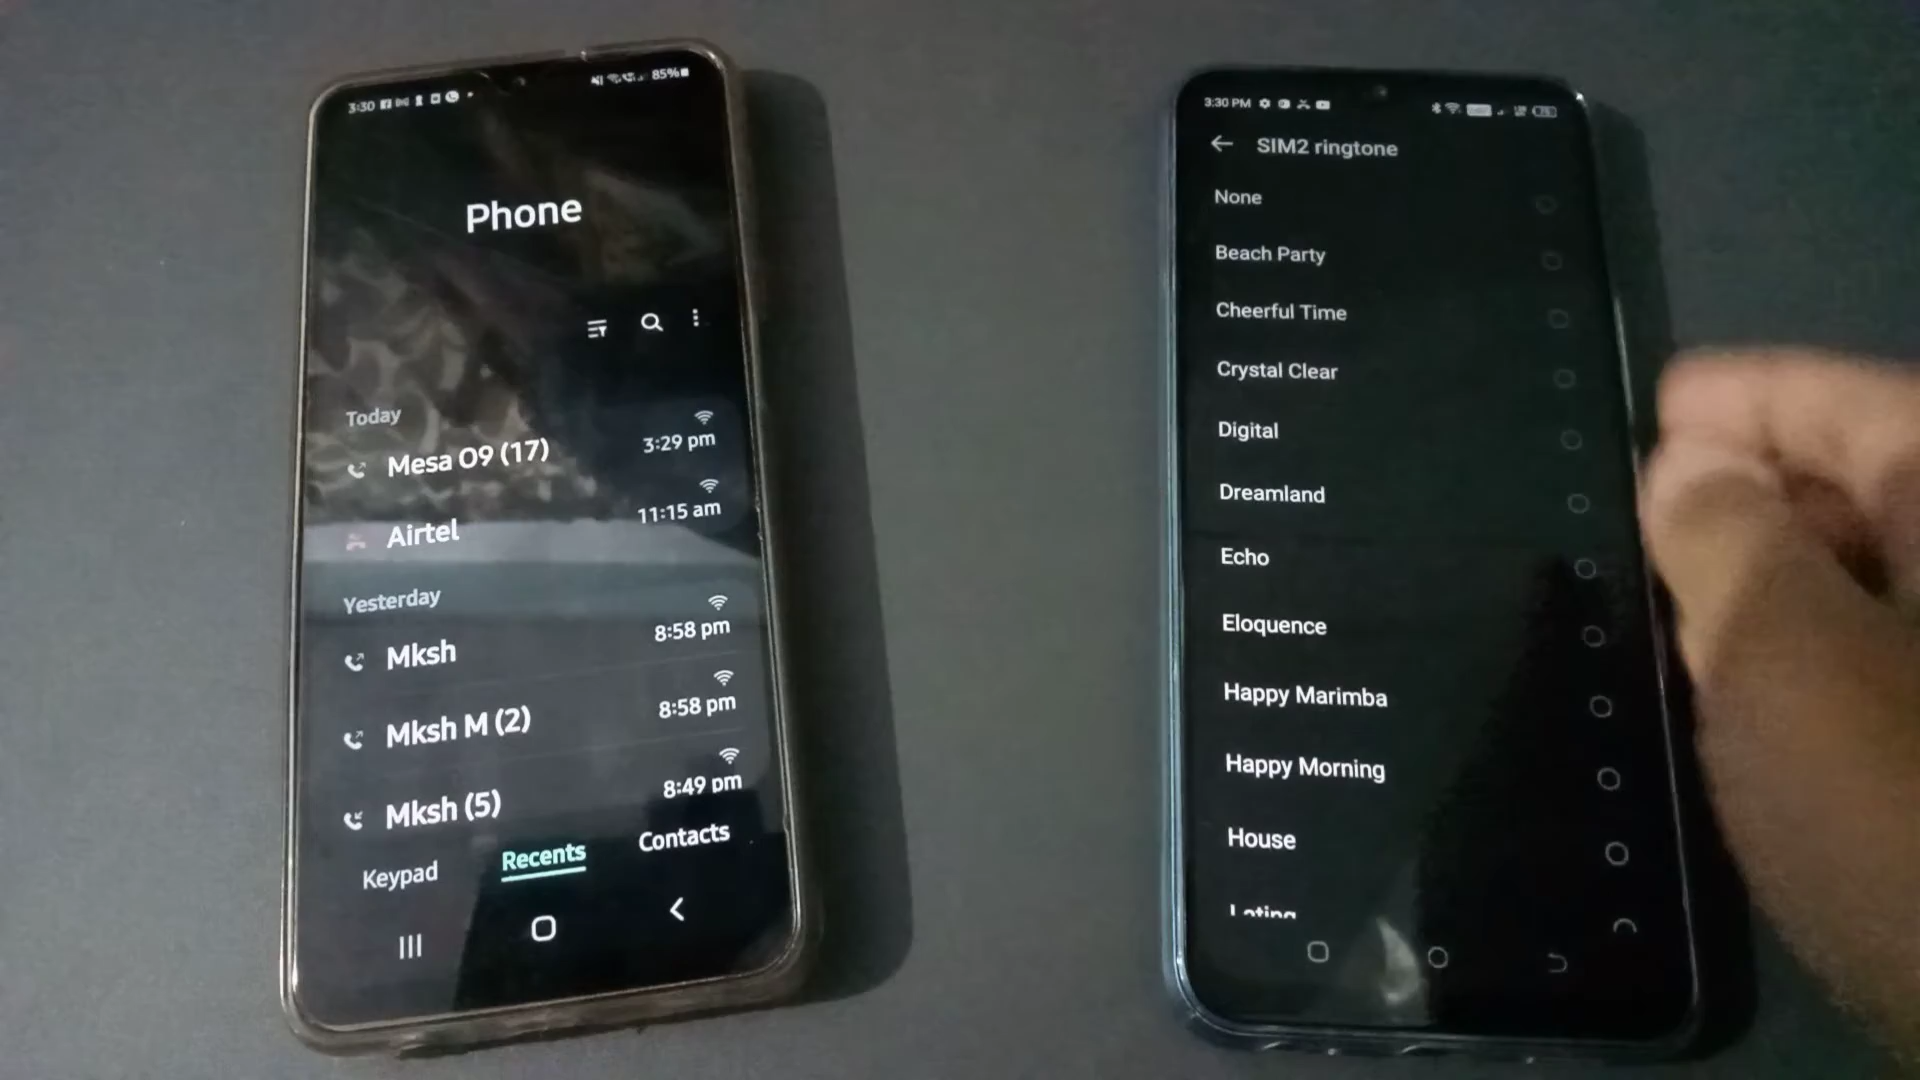 3:30
85%
Phone
Today
Mesa O9 (17)
3:29 pm
Airtel
11:15 am
Yesterday
Mksh
8:58 pm
Mksh M (2)
8:58 pm
Mksh (5)
8:49 pm
Keypad
Recents
Contacts
3:30 PM
SIM2 ringtone
None
Beach Party
Cheerful Time
Crystal Clear
Digital
Dreamland
Echo
Eloquence
Happy Marimba
Happy Morning
House